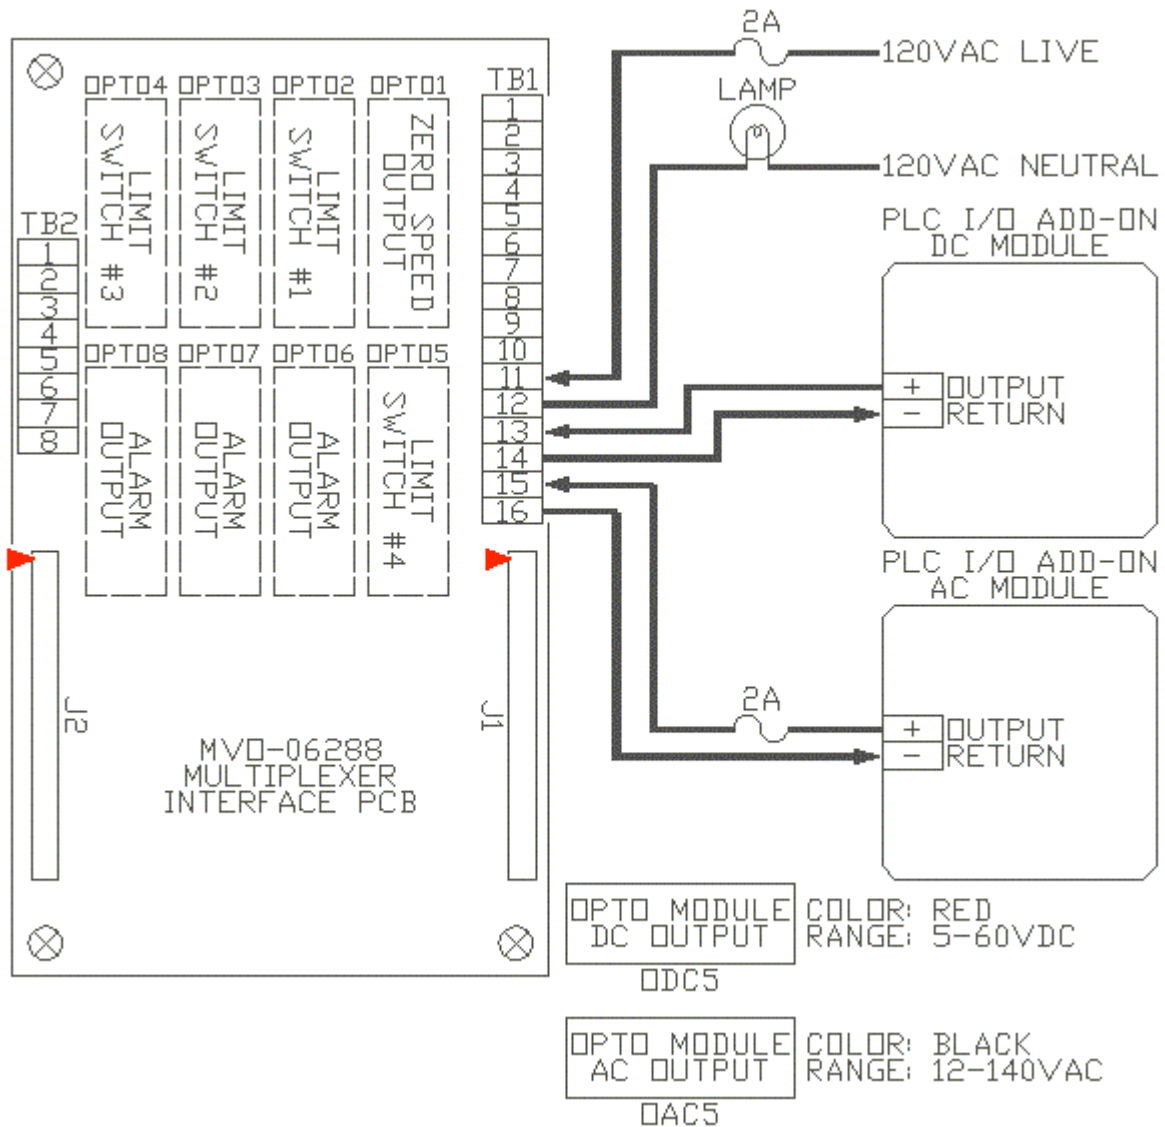 2A
120VAC LIVE
LAMP
120VAC NEUTRAL
OPTO4 OPTO3 OPTO2 OPTO1
TB1
LIMIT
SWITCH #3
LIMIT
SWITCH #2
LIMIT
SWITCH #1
ZERO SPEED
OUTPUT
TB2
1
2
3
4
5
6
7
8
1
2
3
4
5
6
7
8
9
10
11
12
13
14
15
16
OPTO8 OPTO7 OPTO6 OPTO5
ALARM
OUTPUT
ALARM
OUTPUT
ALARM
OUTPUT
LIMIT
SWITCH #4
PLC I/O ADD-ON
DC MODULE
+ OUTPUT
- RETURN
PLC I/O ADD-ON
AC MODULE
2A
+ OUTPUT
- RETURN
J2
J1
MVO-06288
MULTIPLEXER
INTERFACE PCB
OPTO MODULE COLOR: RED
DC OUTPUT RANGE: 5-60VDC
ODC5
OPTO MODULE COLOR: BLACK
AC OUTPUT RANGE: 12-140VAC
OAC5